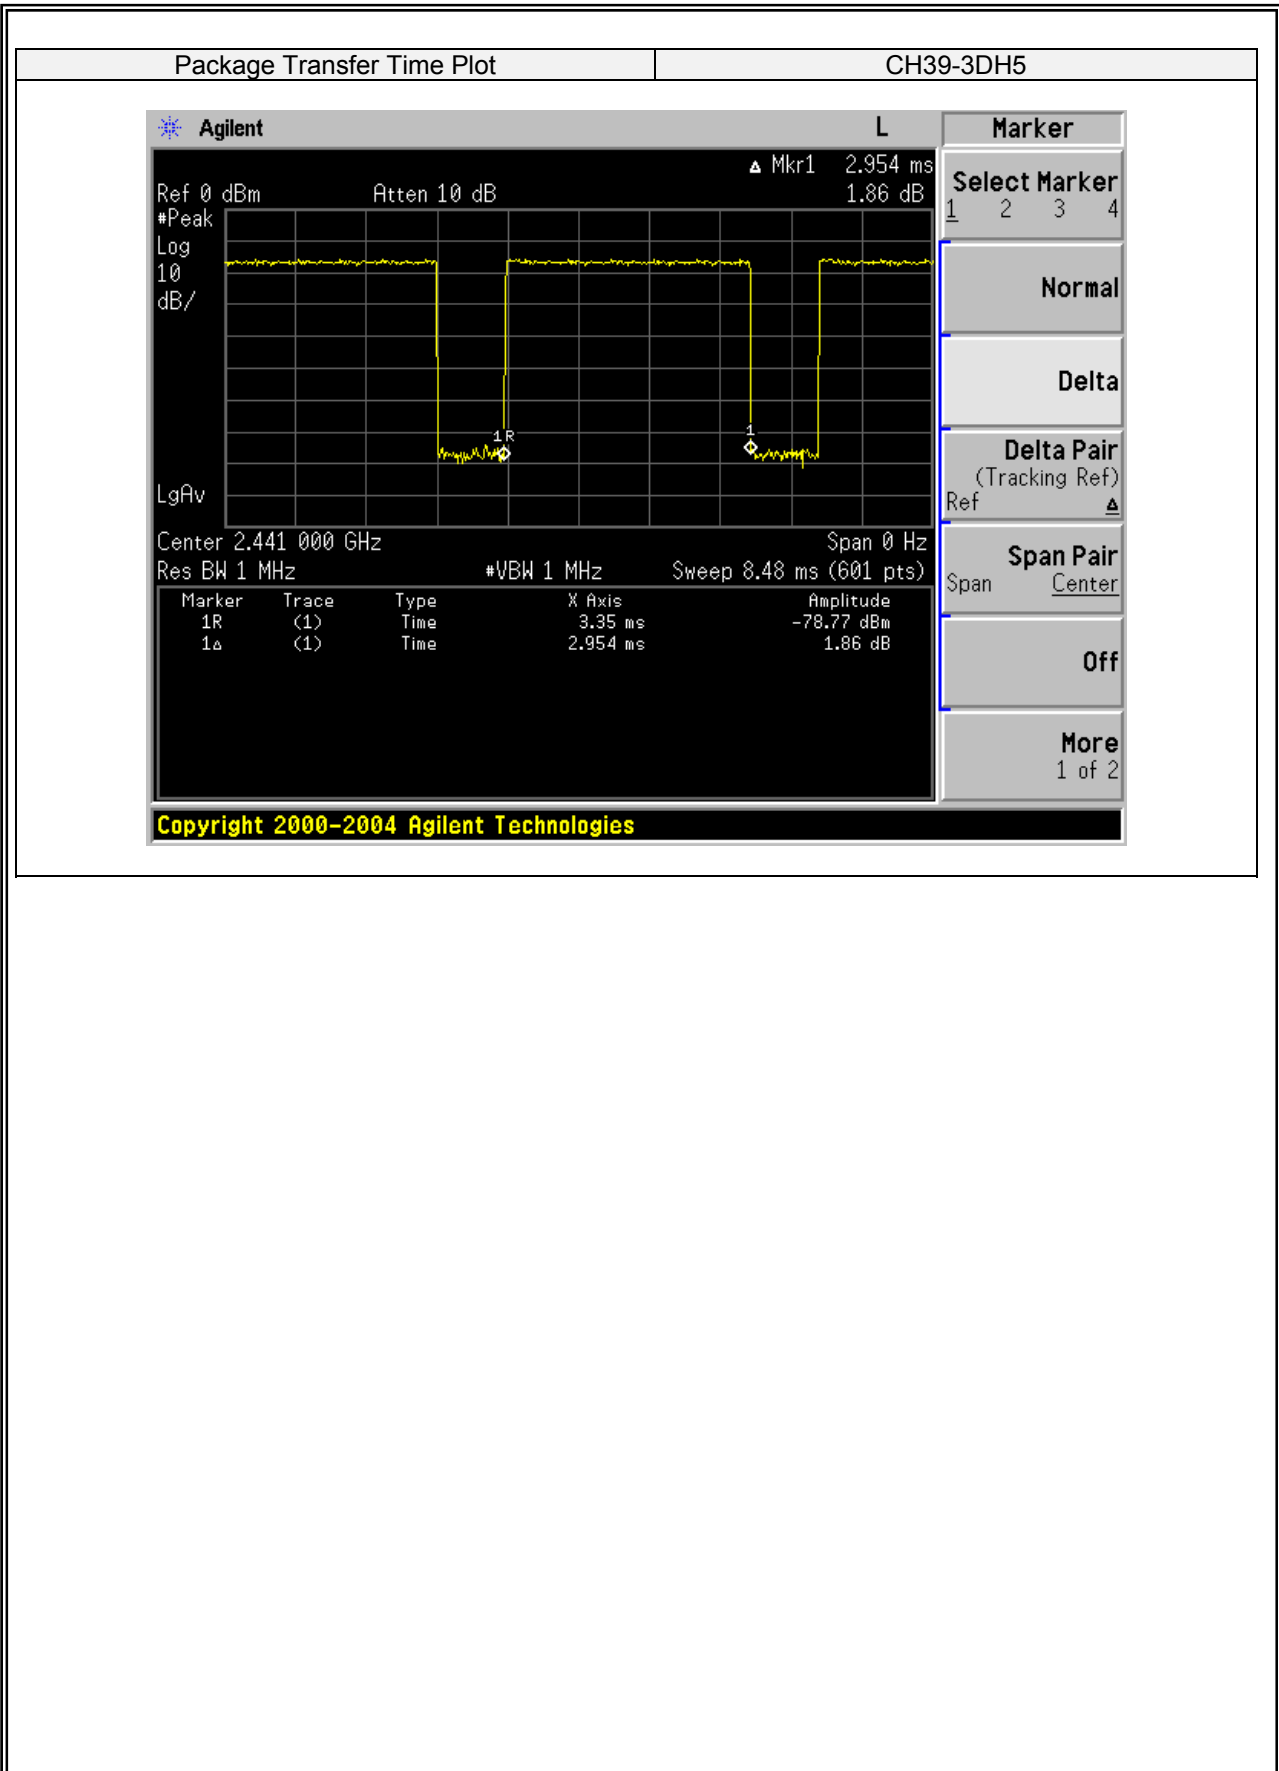 Package Transfer Time Plot CH39-3DH5
Agilent L Marker
Δ Mkr1 2.954 ms
Ref 0 dBm Atten 10 dB 1.86 dB
#Peak
Log
10
dB/
1R
1
LgAv
Center 2.441 000 GHz Span 0 Hz
Res BW 1 MHz #VBW 1 MHz Sweep 8.48 ms (601 pts)
Marker Trace Type X Axis Amplitude
1R (1) Time 3.35 ms -78.77 dBm
1Δ (1) Time 2.954 ms 1.86 dB
Select Marker
1 2 3 4
Normal
Delta
Delta Pair
(Tracking Ref)
Ref Δ
Span Pair
Span Center
Off
More
1 of 2
Copyright 2000-2004 Agilent Technologies